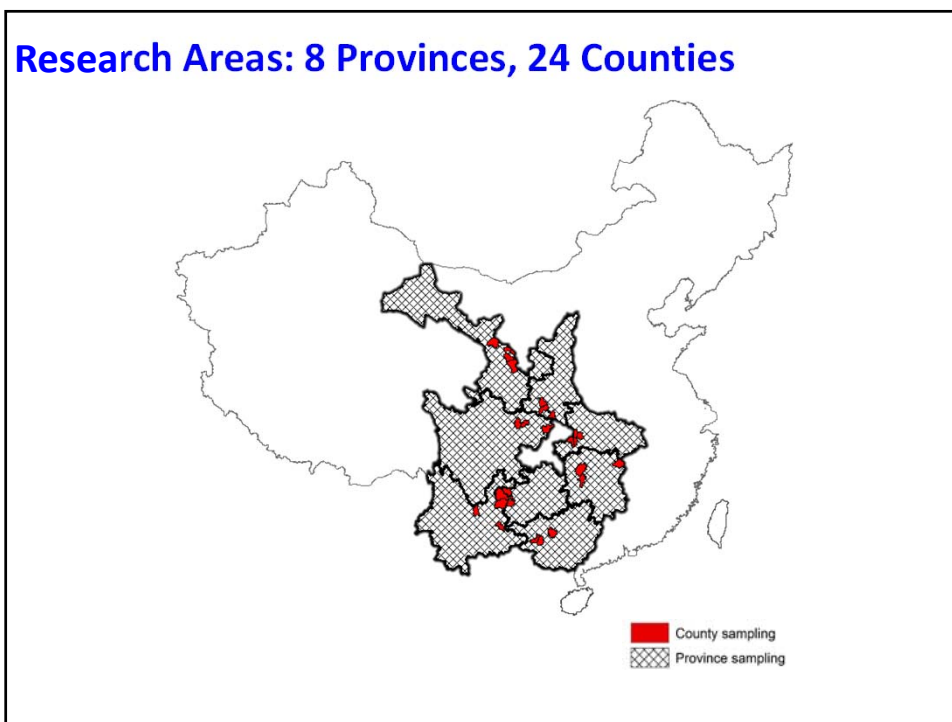 Research Areas: 8 Provinces, 24 Counties
County sampling
Province sampling